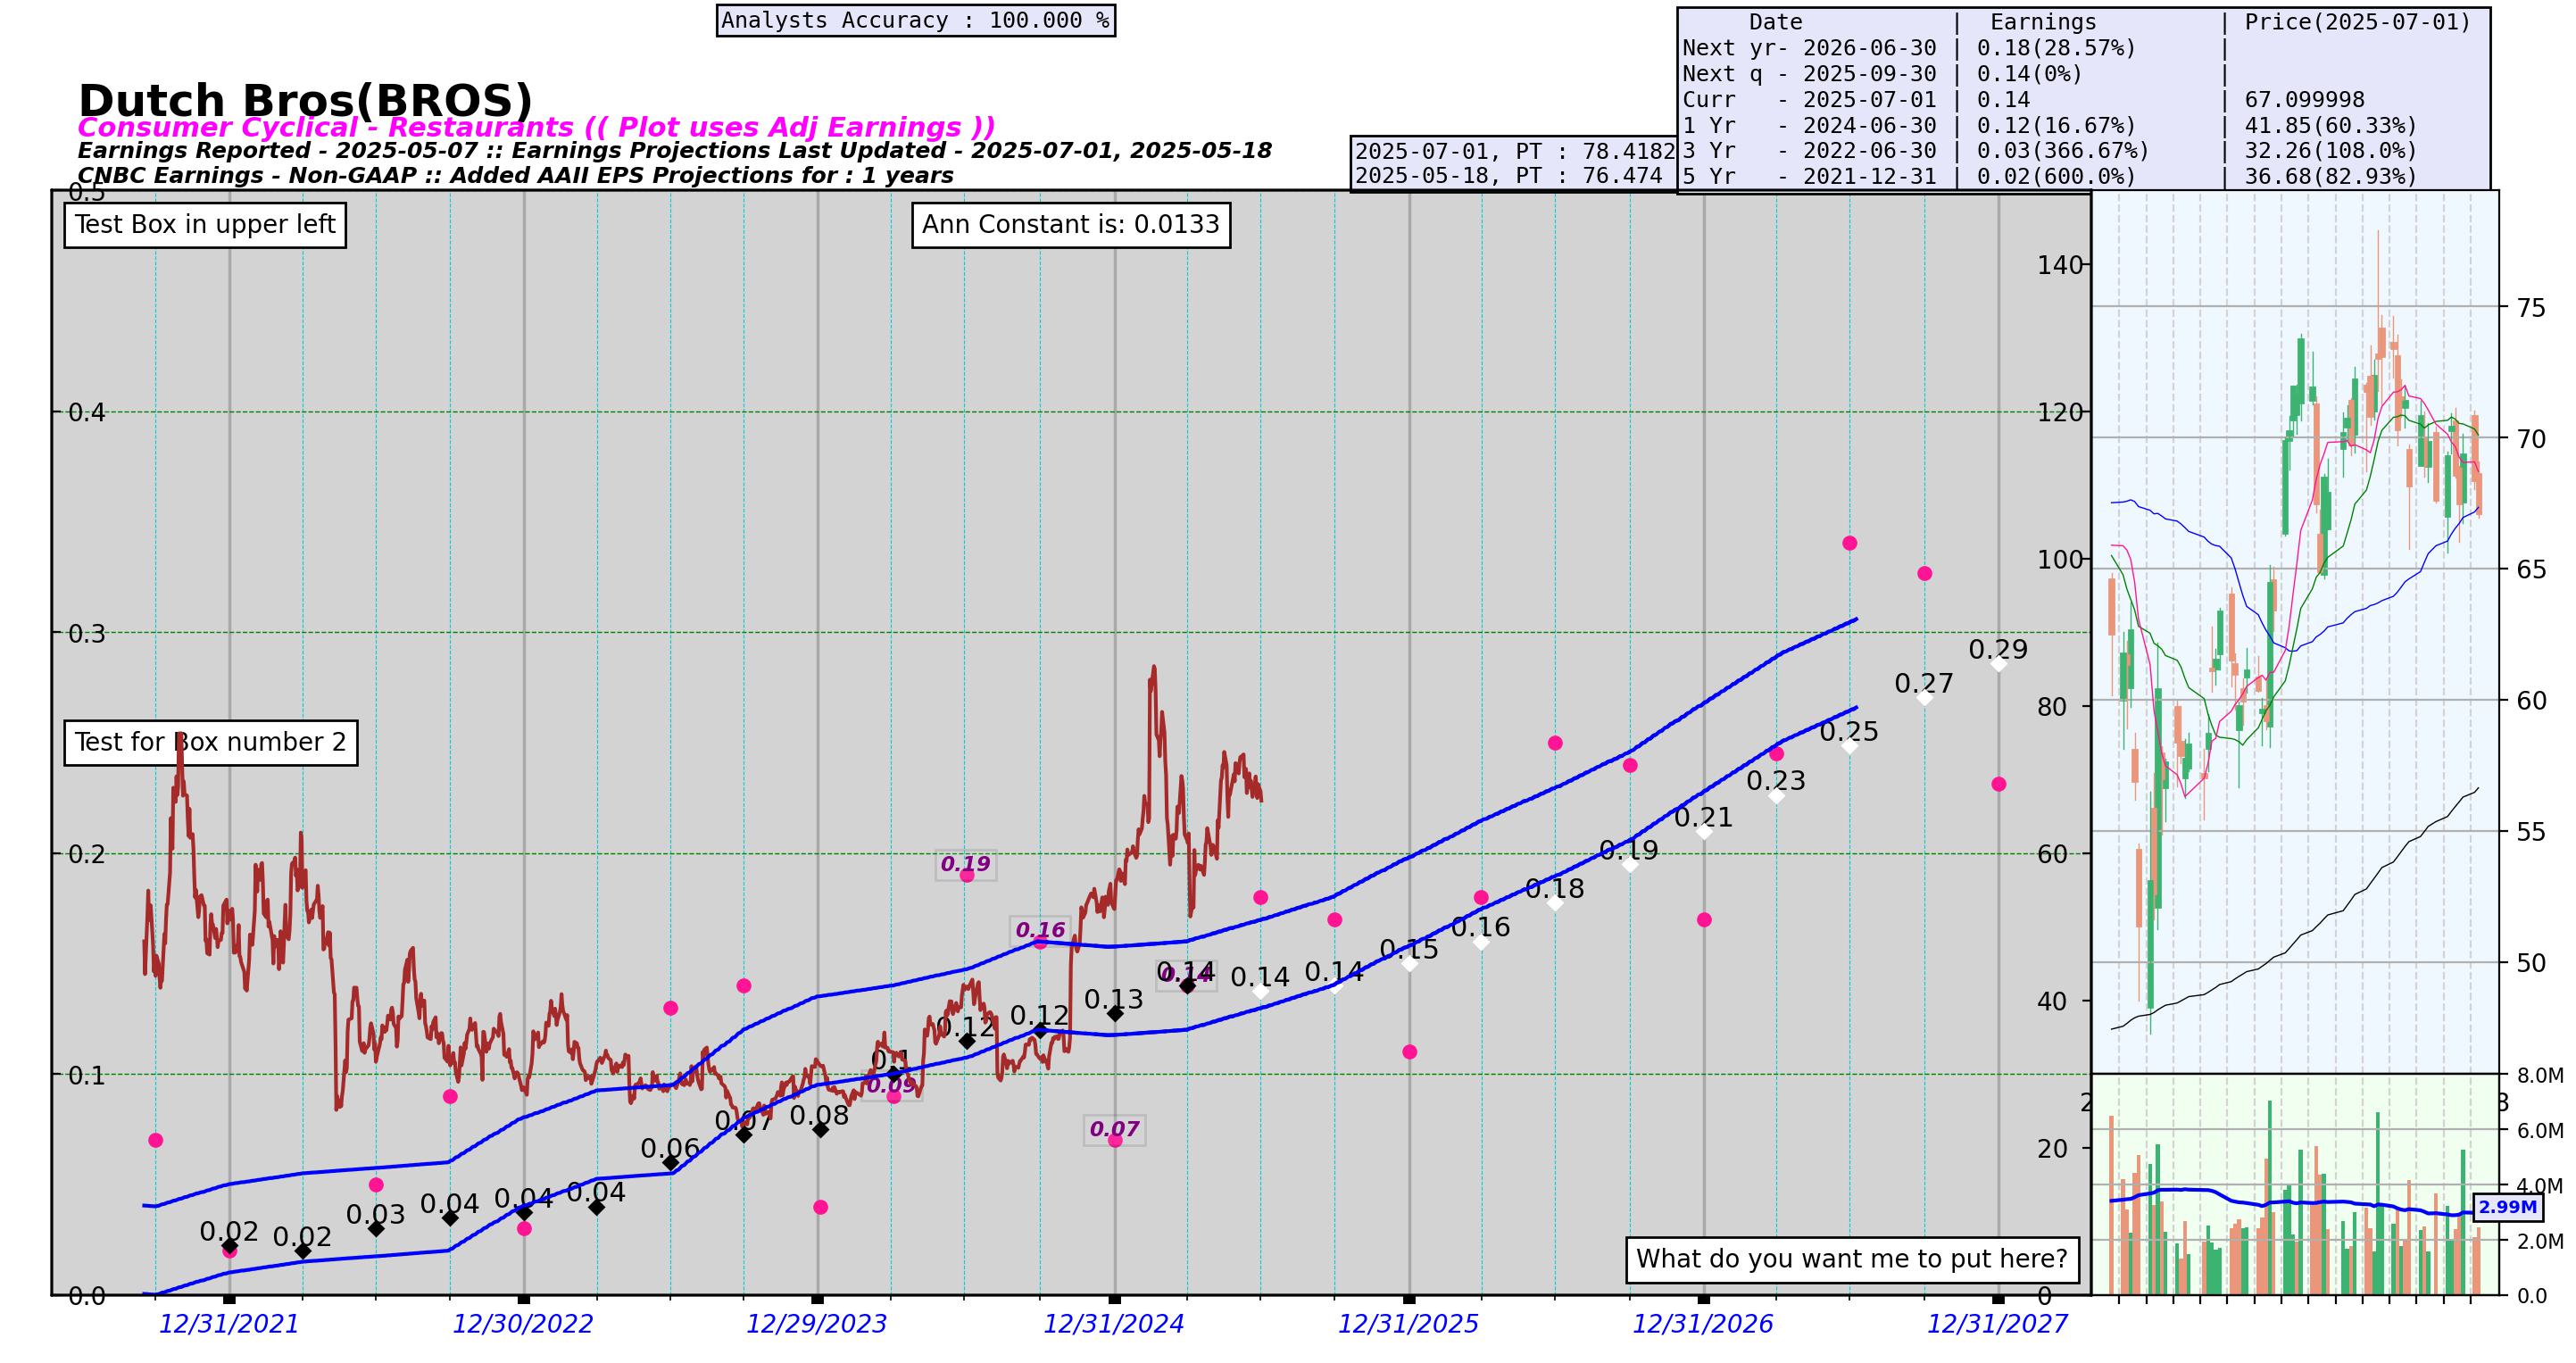 Analysts Accuracy : 100.000 %
Date | Earnings | Price(2025-07-01)
Next yr- 2026-06-30 | 0.18(28.57%) |
Next q - 2025-09-30 | 0.14(0%) |
Curr - 2025-07-01 | 0.14 | 67.099998
1 Yr - 2024-06-30 | 0.12(16.67%) | 41.85(60.33%)
3 Yr - 2022-06-30 | 0.03(366.67%) | 32.26(108.0%)
5 Yr - 2021-12-31 | 0.02(600.0%) | 36.68(82.93%)
Dutch Bros(BROS)
Consumer Cyclical - Restaurants (( Plot uses Adj Earnings ))
Earnings Reported - 2025-05-07 :: Earnings Projections Last Updated - 2025-07-01, 2025-05-18
CNBC Earnings - Non-GAAP :: Added AAII EPS Projections for : 1 years
2025-07-01, PT : 78.4182
2025-05-18, PT : 76.474
Test Box in upper left
Ann Constant is: 0.0133
Test for Box number 2
What do you want me to put here?
0.5
0.4
0.3
0.2
0.1
0.0
140
120
100
80
60
40
20
0
75
70
65
60
55
50
8.0M
6.0M
4.0M
2.99M
2.0M
0.0
0.02
0.02
0.03
0.04
0.04
0.04
0.06
0.07
0.08
0.1
0.09
0.12
0.19
0.12
0.16
0.13
0.07
0.14
0.14
0.14
0.14
0.15
0.16
0.18
0.19
0.21
0.23
0.25
0.27
0.29
12/31/2021
12/30/2022
12/29/2023
12/31/2024
12/31/2025
12/31/2026
12/31/2027